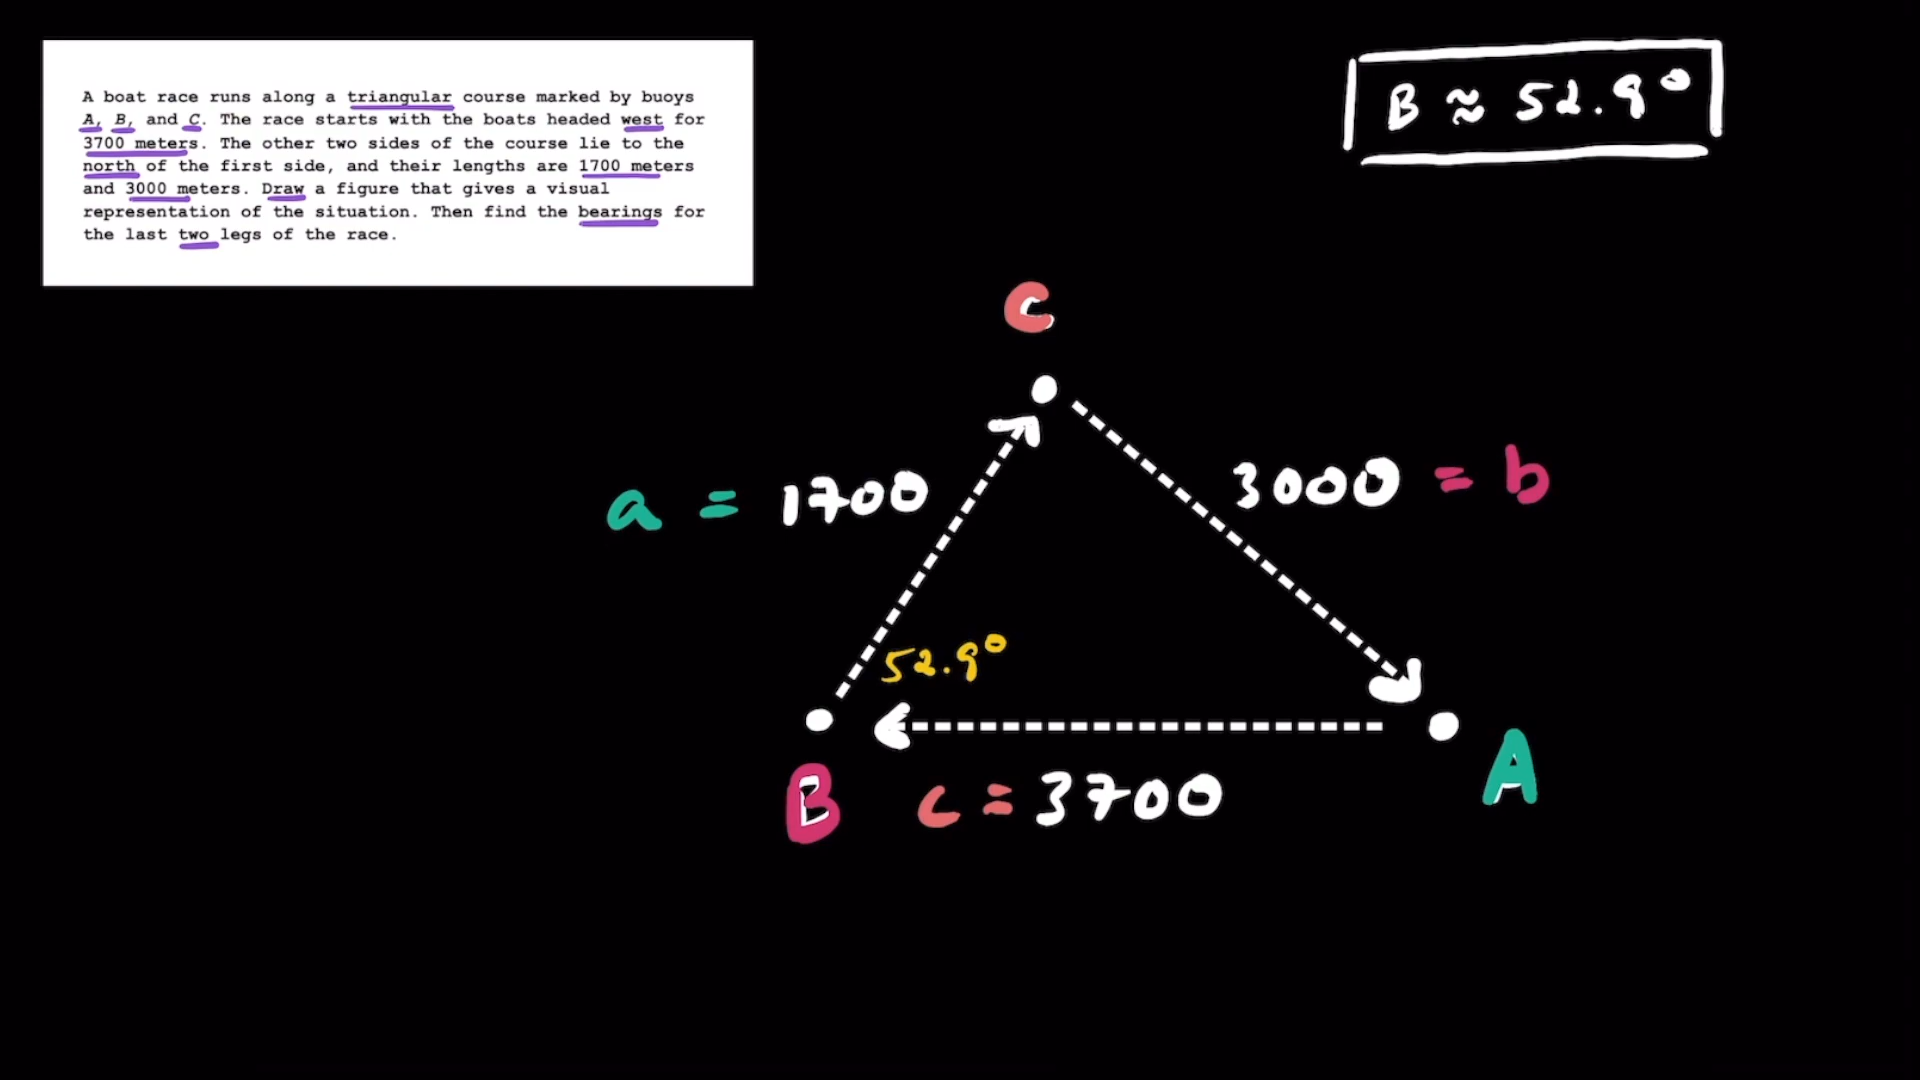 A boat race runs along a triangular course marked by buoys
A, B, and C. The race starts with the boats headed west for
3700 meters. The other two sides of the course lie to the
north of the first side, and their lengths are 1700 meters
and 3000 meters. Draw a figure that gives a visual
representation of the situation. Then find the bearings for
the last two legs of the race.
B ≈ 52.9°
C
a = 1700
3000 = b
52.9°
B
c = 3700
A